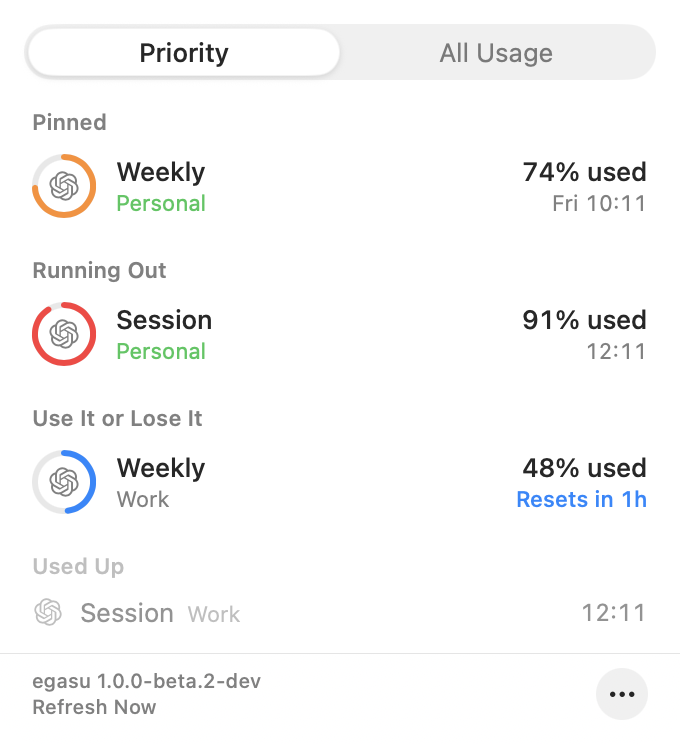 Priority
All Usage
Pinned
Weekly
74% used
Personal
Fri 10:11
Running Out
Session
91% used
Personal
12:11
Use It or Lose It
Weekly
48% used
Work
Resets in 1h
Used Up
Session Work
12:11
egasu 1.0.0-beta.2-dev
Refresh Now